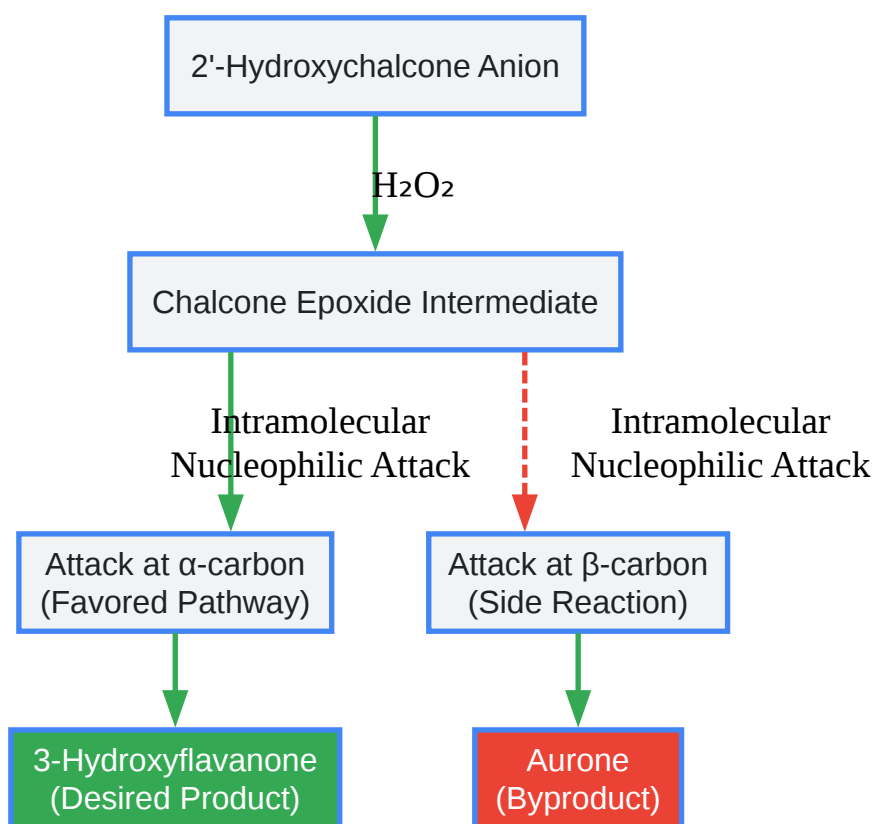 2'-Hydroxychalcone Anion
H₂O₂
Chalcone Epoxide Intermediate
Intramolecular
Nucleophilic Attack
Intramolecular
Nucleophilic Attack
Attack at α-carbon
(Favored Pathway)
Attack at β-carbon
(Side Reaction)
3-Hydroxyflavanone
(Desired Product)
Aurone
(Byproduct)